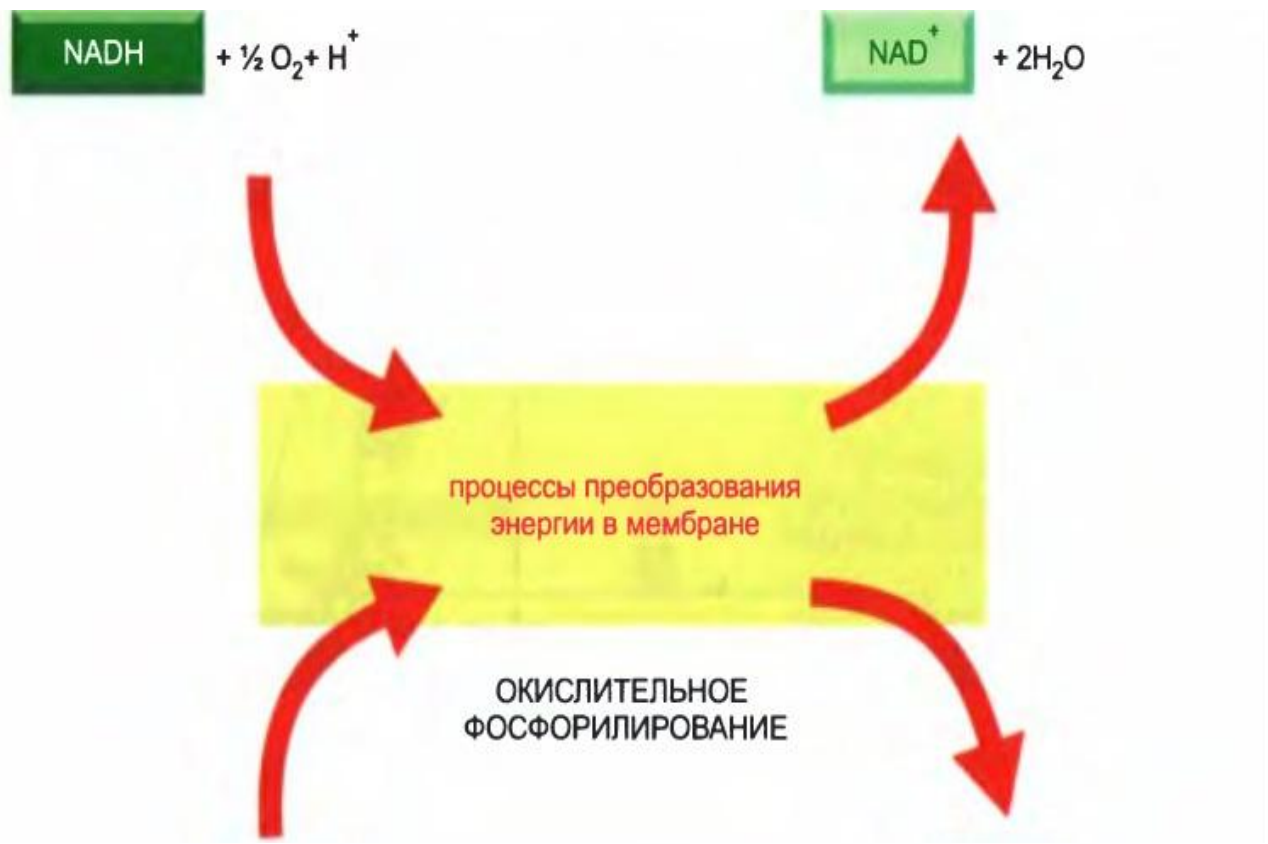 NADH + ½ O₂+ H⁺
NAD⁺ + 2H₂O
процессы преобразования
энергии в мембране
ОКИСЛИТЕЛЬНОЕ
ФОСФОРИЛИРОВАНИЕ